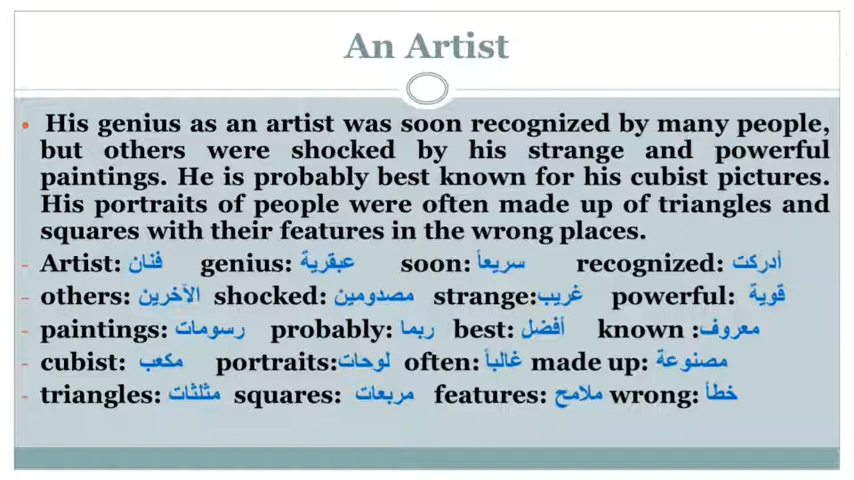 An Artist
• His genius as an artist was soon recognized by many people,
but others were shocked by his strange and powerful
paintings. He is probably best known for his cubist pictures.
His portraits of people were often made up of triangles and
squares with their features in the wrong places.
- Artist: فنان genius: عبقرية soon: سريعاً recognized: أدركت
- others: الآخرين shocked: مصدومين strange:غريب powerful: قوية
- paintings: رسومات probably: ربما best: أفضل known :معروف
- cubist: مكعب portraits:لوحات often: غالباً made up: مصنوعة
- triangles: مثلثات squares: مربعات features: ملامح wrong: خطأ